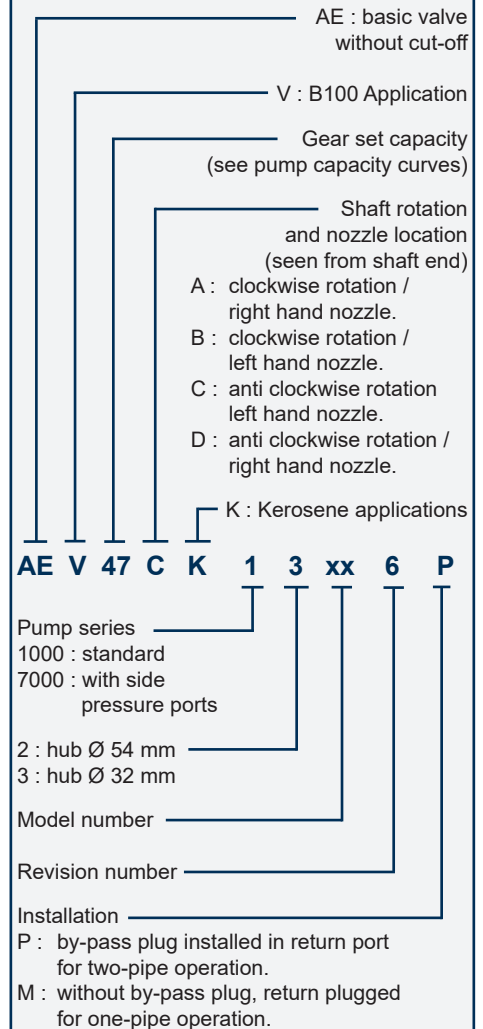 AE : basic valve
without cut-off
V : B100 Application
Gear set capacity
(see pump capacity curves)
Shaft rotation
and nozzle location
(seen from shaft end)
A : clockwise rotation /
right hand nozzle.
B : clockwise rotation /
left hand nozzle.
C : anti clockwise rotation
left hand nozzle.
D : anti clockwise rotation /
right hand nozzle.
K : Kerosene applications
AE V 47 C K 1 3 xx 6 P
Pump series
1000 : standard
7000 : with side
pressure ports
2 : hub Ø 54 mm
3 : hub Ø 32 mm
Model number
Revision number
Installation
P : by-pass plug installed in return port
for two-pipe operation.
M : without by-pass plug, return plugged
for one-pipe operation.